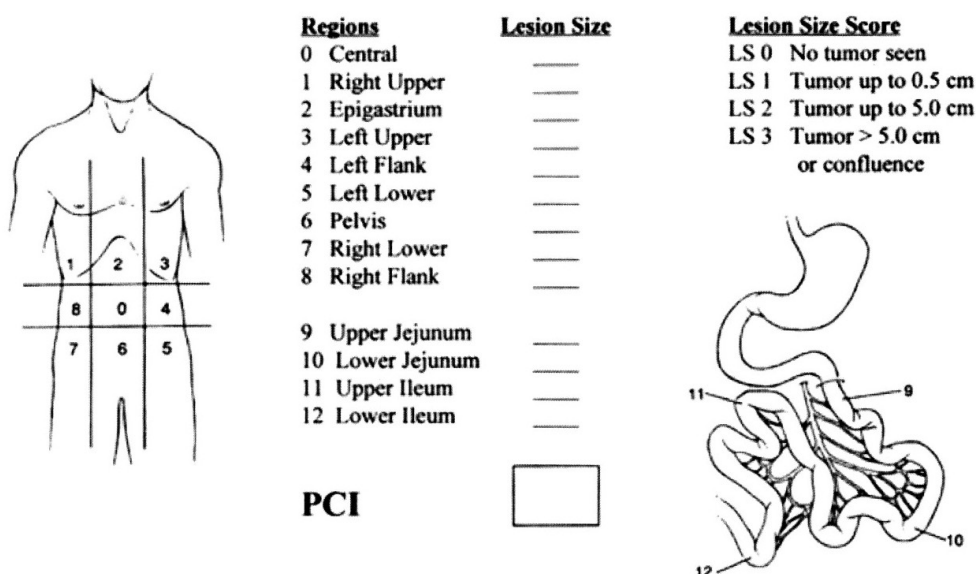 Regions
0 Central
1 Right Upper
2 Epigastrium
3 Left Upper
4 Left Flank
5 Left Lower
6 Pelvis
7 Right Lower
8 Right Flank
9 Upper Jejunum
10 Lower Jejunum
11 Upper Ileum
12 Lower Ileum
PCI
Lesion Size
Lesion Size Score
LS 0 No tumor seen
LS 1 Tumor up to 0.5 cm
LS 2 Tumor up to 5.0 cm
LS 3 Tumor > 5.0 cm
or confluence
1 2 3
8 0 4
7 6 5
11
9
10
12